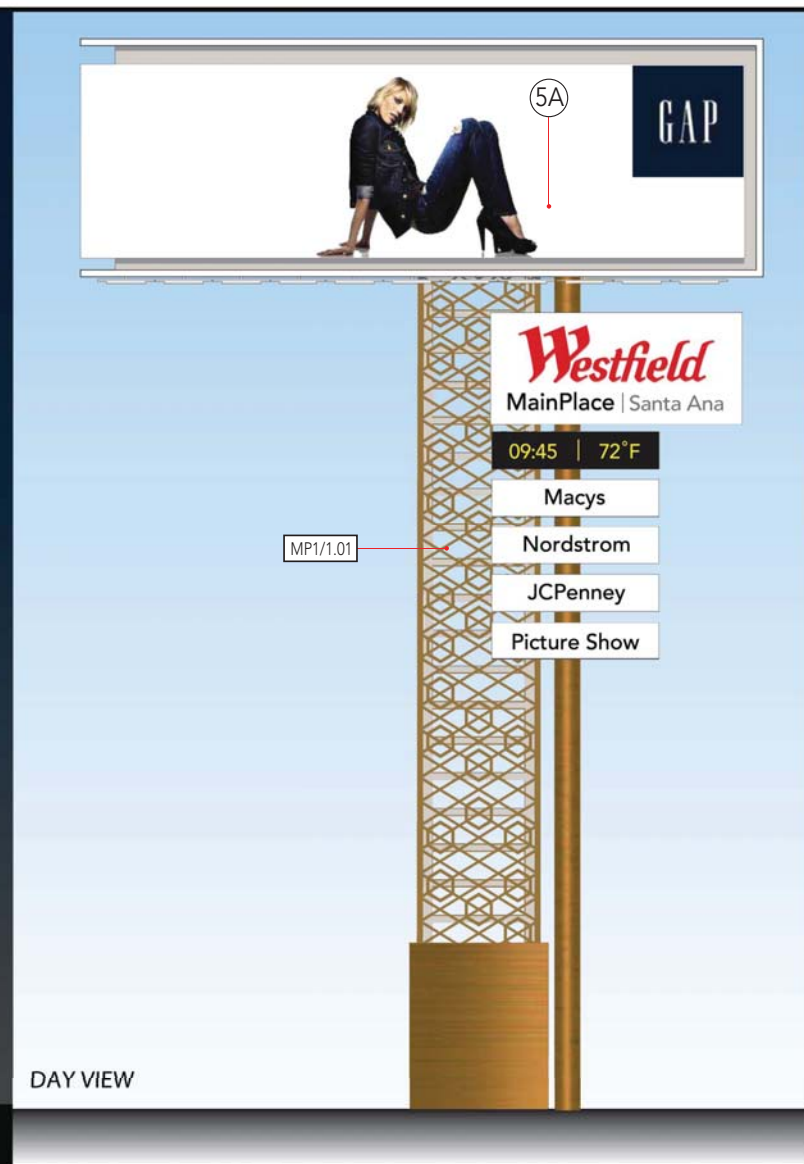 5A
GAP
Westfield
MainPlace | Santa Ana
09:45 | 72°F
Macys
Nordstrom
MP1/1.01
JCPenney
Picture Show
DAY VIEW